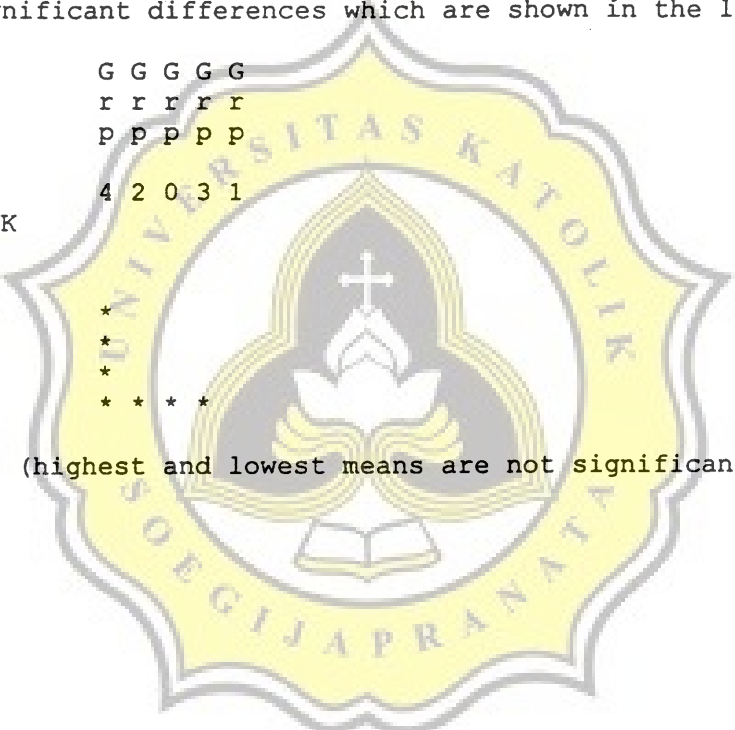 nificant differences which are shown in the l
G G G G G
r r r r r
p p p p p
4 2 0 3 1
K
*
*
*
* * * *
(highest and lowest means are not significan
UNIVERSITAS KATOLIK
SOEGIJAPRANATA